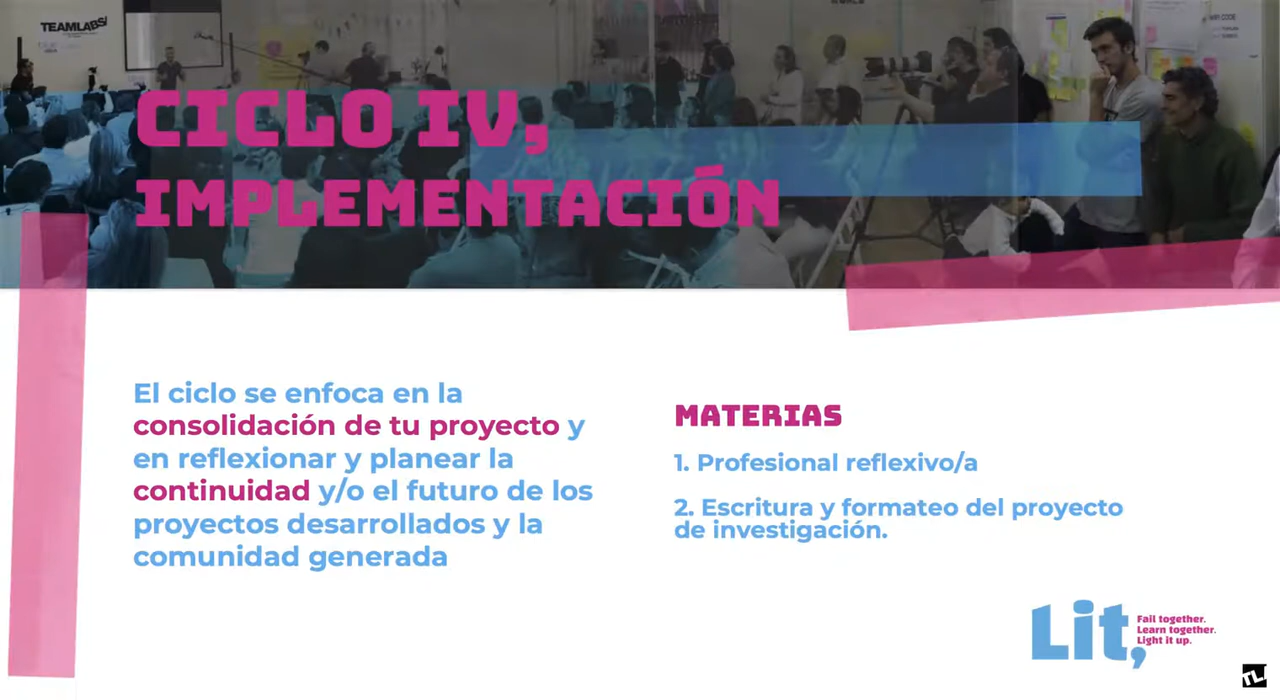 TEAMLABS/
CICLO IV,
IMPLEMENTACIÓN
El ciclo se enfoca en la
consolidación de tu proyecto y
en reflexionar y planear la
continuidad y/o el futuro de los
proyectos desarrollados y la
comunidad generada
MATERIAS
1. Profesional reflexivo/a
2. Escritura y formateo del proyecto
de investigación.
Lit,
Fail together.
Learn together.
Light it up.
TL